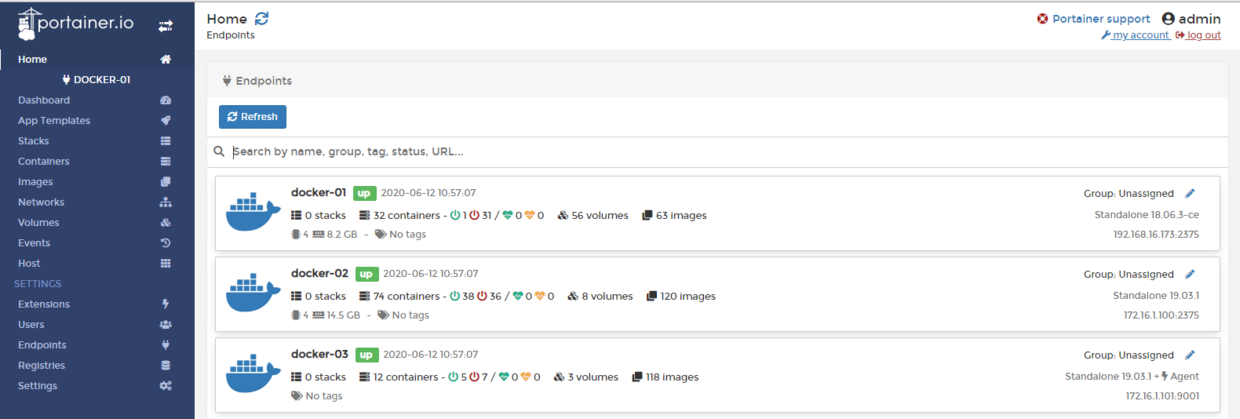 portainer.io
Home
Portainer support admin
Endpoints
my account log out
Home
DOCKER-01
Dashboard
App Templates
Stacks
Containers
Images
Networks
Volumes
Events
Host
SETTINGS
Extensions
Users
Endpoints
Registries
Settings
Endpoints
Refresh
Search by name, group, tag, status, URL...
docker-01 up 2020-06-12 10:57:07
Group: Unassigned
0 stacks 32 containers - 1 31 / 0 0 56 volumes 63 images
Standalone 18.06.3-ce
4 8.2 GB - No tags
192.168.16.173:2375
docker-02 up 2020-06-12 10:57:07
Group: Unassigned
0 stacks 74 containers - 38 36 / 0 0 8 volumes 120 images
Standalone 19.03.1
4 14.5 GB - No tags
172.16.1.100:2375
docker-03 up 2020-06-12 10:57:07
Group: Unassigned
0 stacks 12 containers - 5 7 / 0 0 3 volumes 118 images
Standalone 19.03.1 + Agent
No tags
172.16.1.101:9001